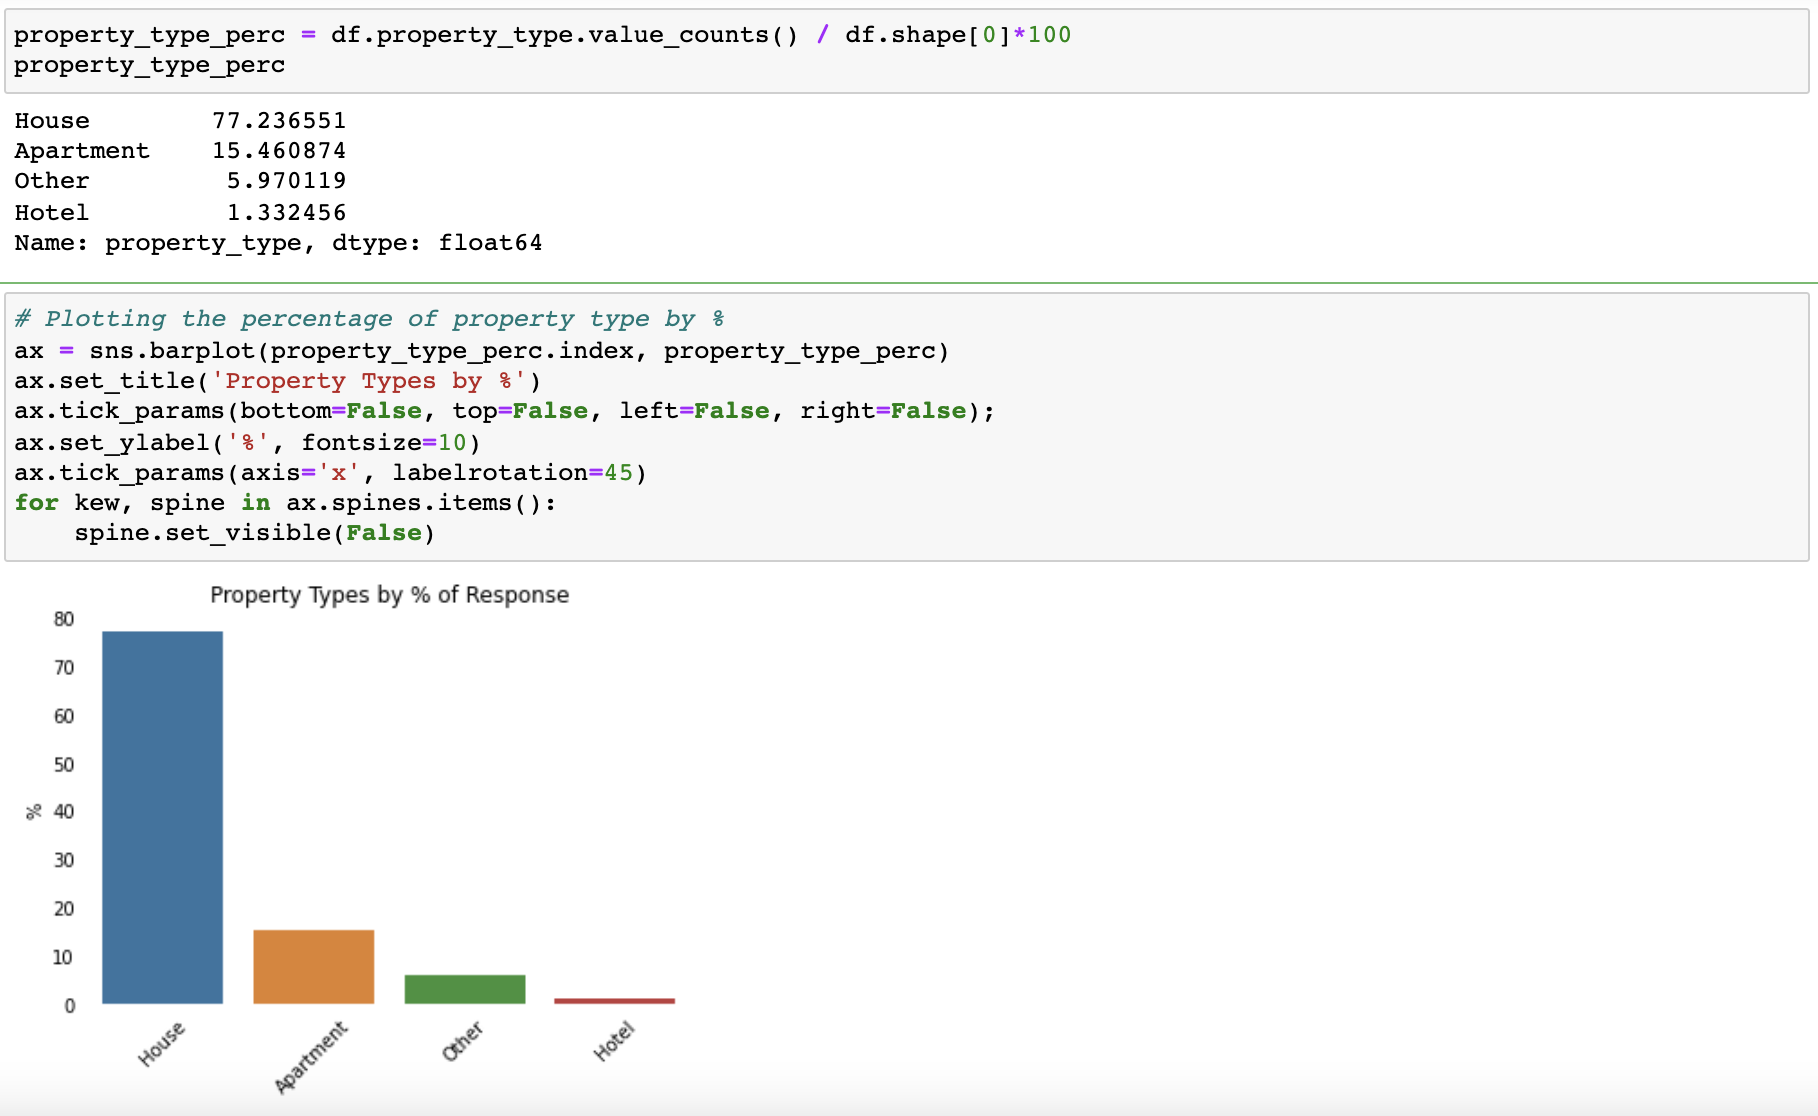 property_type_perc = df.property_type.value_counts() / df.shape[0]*100
property_type_perc
House        77.236551
Apartment    15.460874
Other         5.970119
Hotel         1.332456
Name: property_type, dtype: float64
# Plotting the percentage of property type by %
ax = sns.barplot(property_type_perc.index, property_type_perc)
ax.set_title('Property Types by %')
ax.tick_params(bottom=False, top=False, left=False, right=False);
ax.set_ylabel('%', fontsize=10)
ax.tick_params(axis='x', labelrotation=45)
for kew, spine in ax.spines.items():
    spine.set_visible(False)
Property Types by % of Response
80
70
60
50
% 40
30
20
10
0
House Apartment Other Hotel